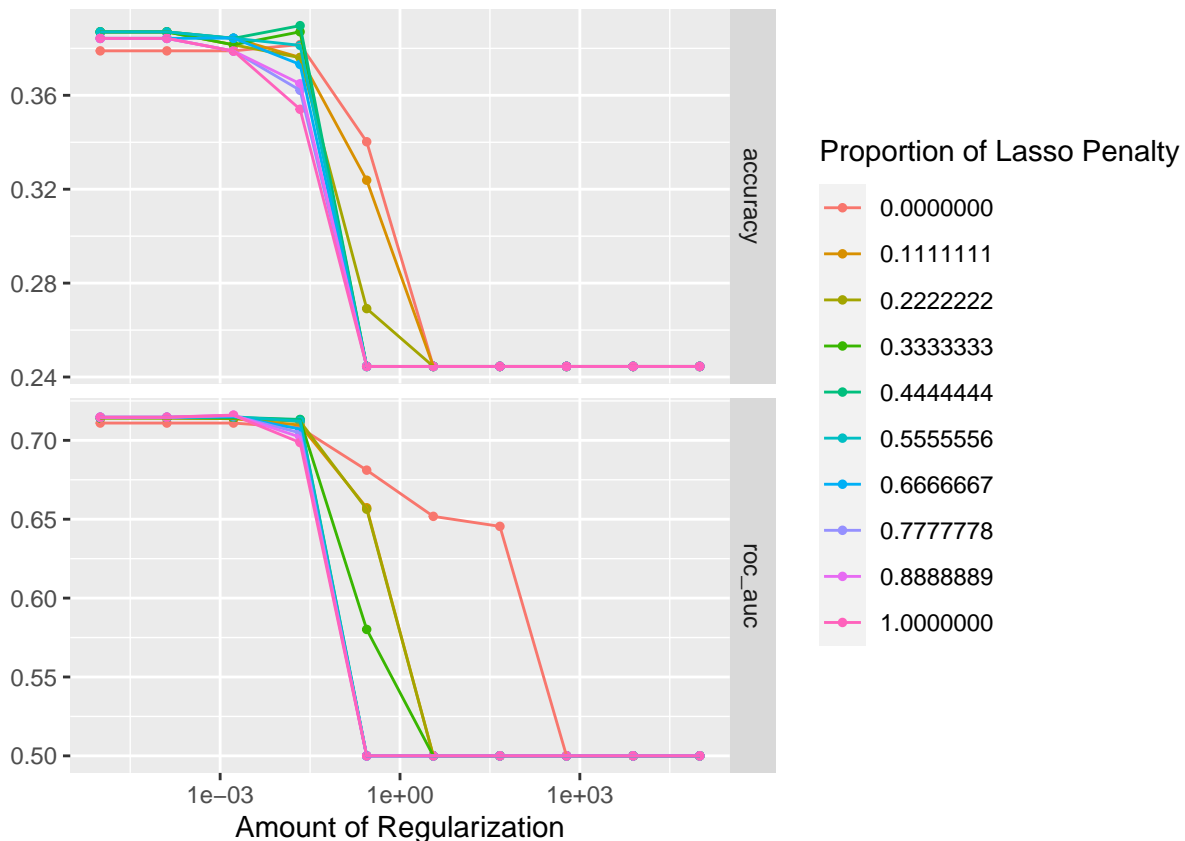 0.36
0.32
0.28
0.24
accuracy
0.70
0.65
0.60
0.55
0.50
roc_auc
1e−03
1e+00
1e+03
Amount of Regularization
Proportion of Lasso Penalty
0.0000000
0.1111111
0.2222222
0.3333333
0.4444444
0.5555556
0.6666667
0.7777778
0.8888889
1.0000000